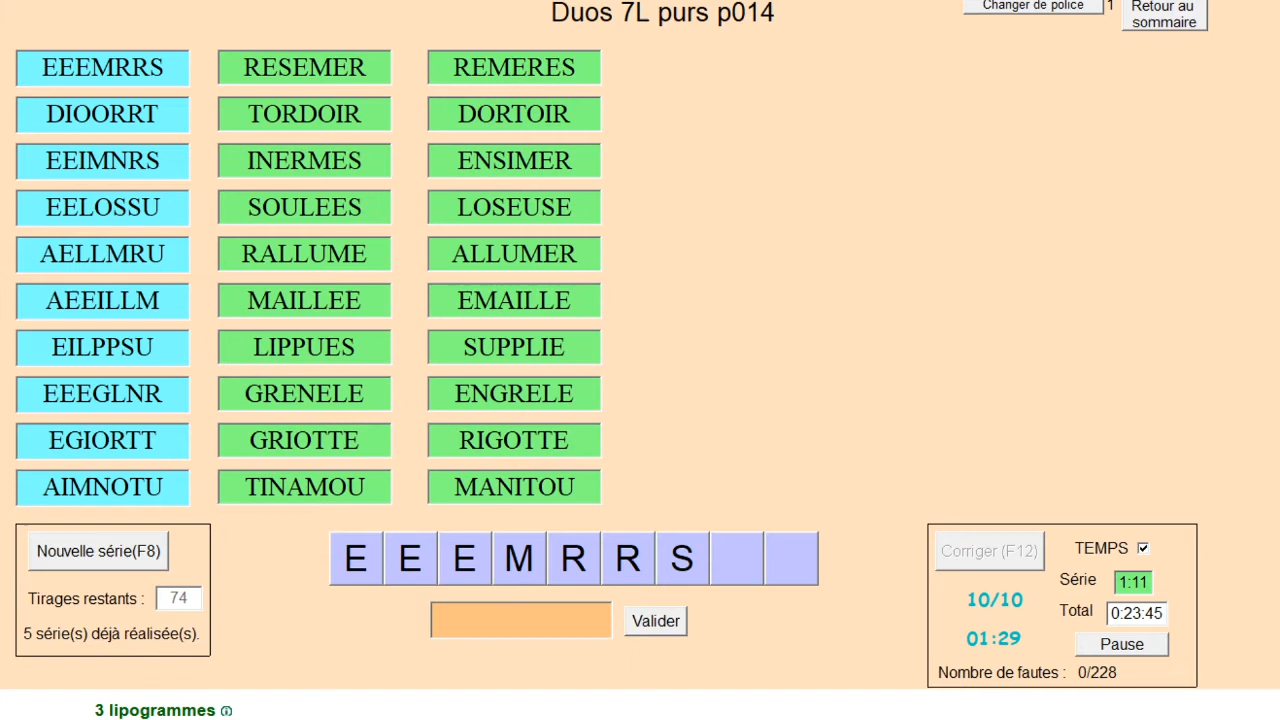 Duos 7L purs p014
Changer de police 1 Retour au sommaire
EEEMRRS RESEMER REMERES
DIOORRT TORDOIR DORTOIR
EEIMNRS INERMES ENSIMER
EELOSSU SOULEES LOSEUSE
AELLMRU RALLUME ALLUMER
AEEILLM MAILLEE EMAILLE
EILPPSU LIPPUES SUPPLIE
EEEGLNR GRENELE ENGRELE
EGIORTT GRIOTTE RIGOTTE
AIMNOTU TINAMOU MANITOU
Nouvelle série(F8)
Tirages restants : 74
5 série(s) déjà réalisée(s).
E E E M R R S
Valider
Corriger (F12) TEMPS
Série 1:11
10/10
Total 0:23:45
01:29
Pause
Nombre de fautes : 0/228
3 lipogrammes